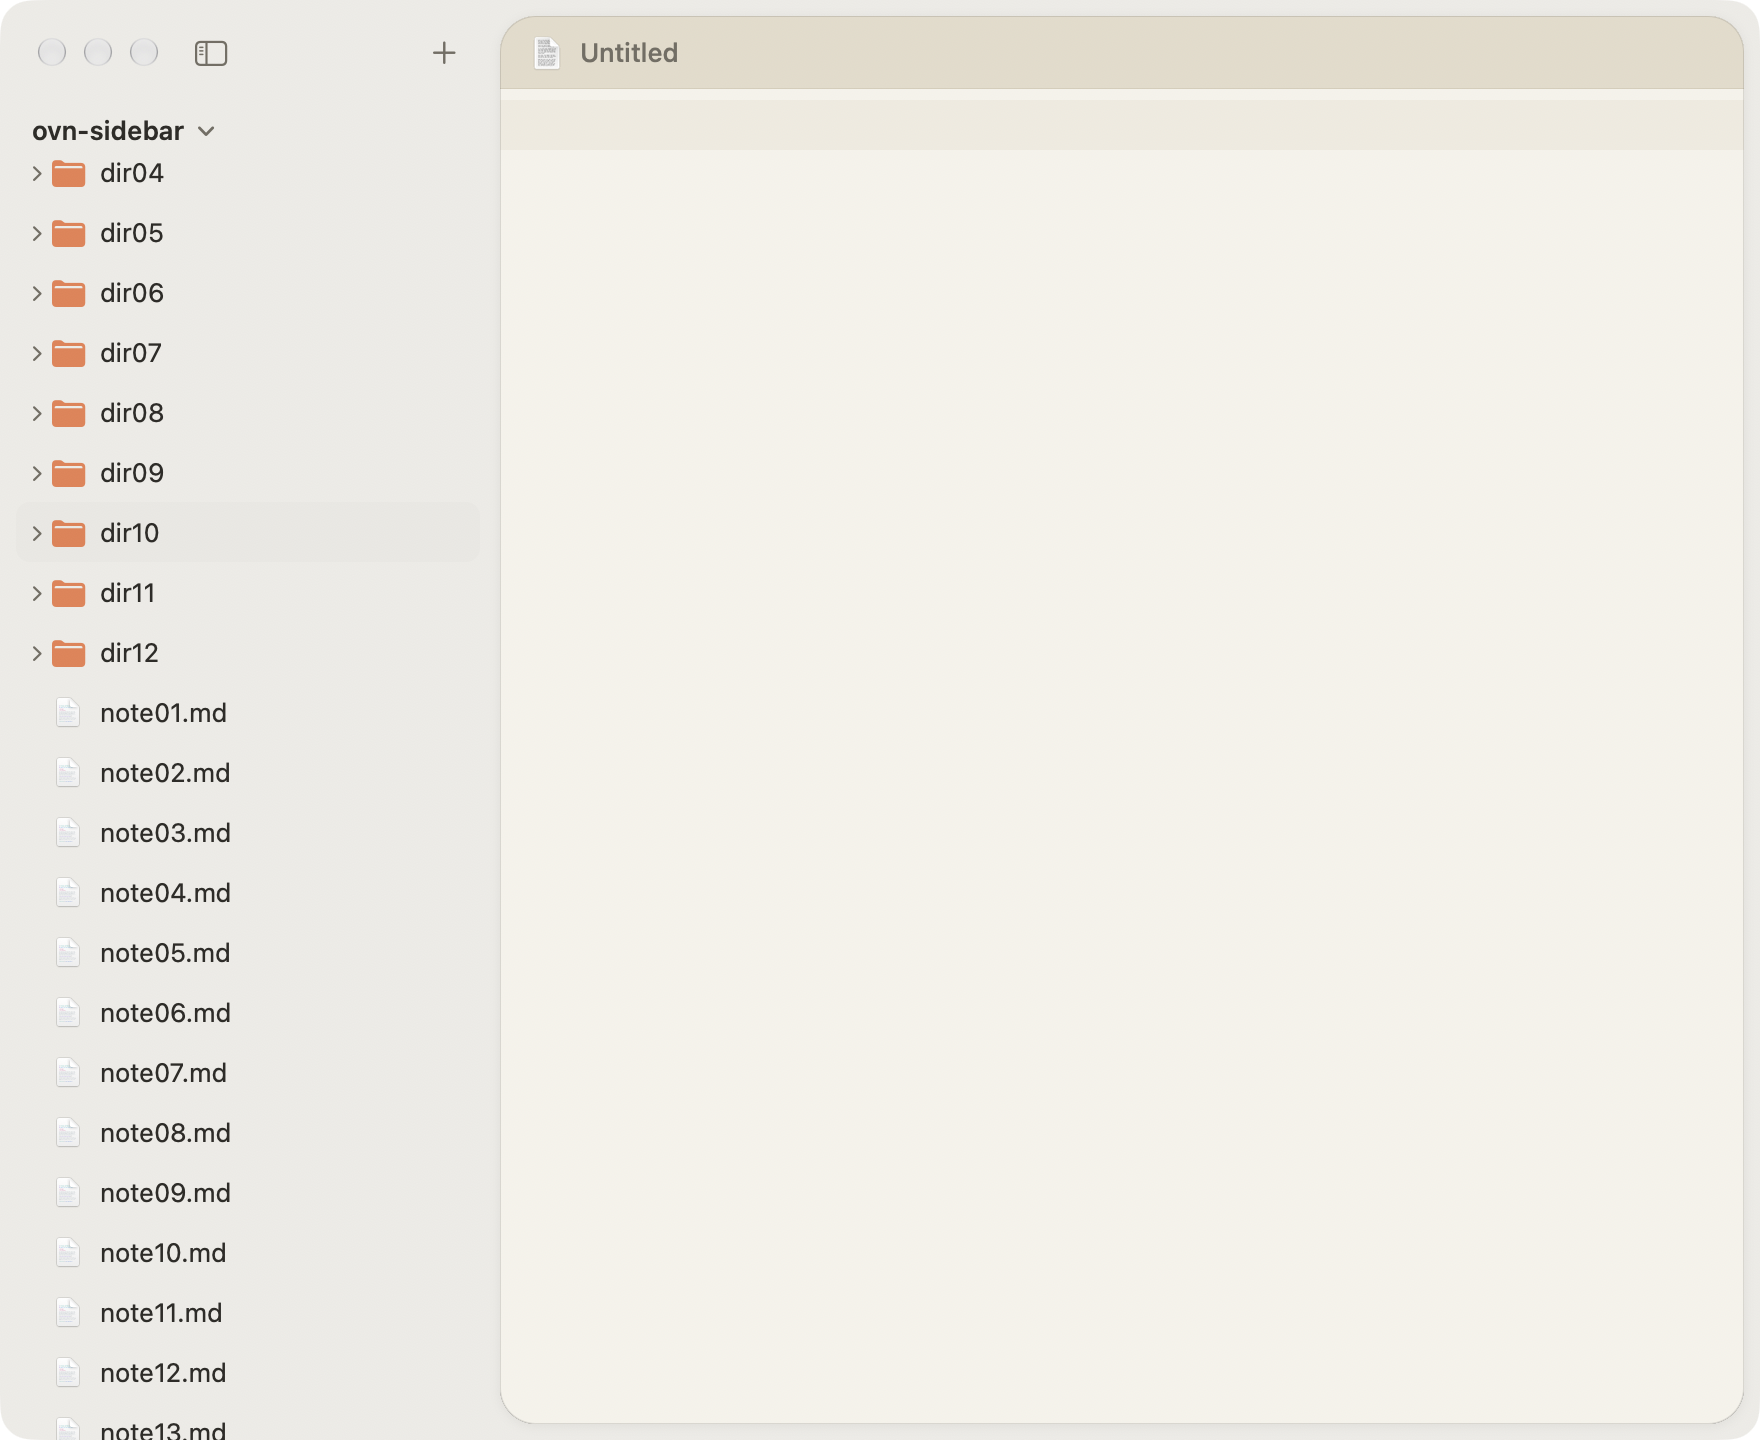 Untitled
ovn-sidebar
dir04
dir05
dir06
dir07
dir08
dir09
dir10
dir11
dir12
note01.md
note02.md
note03.md
note04.md
note05.md
note06.md
note07.md
note08.md
note09.md
note10.md
note11.md
note12.md
note13.md